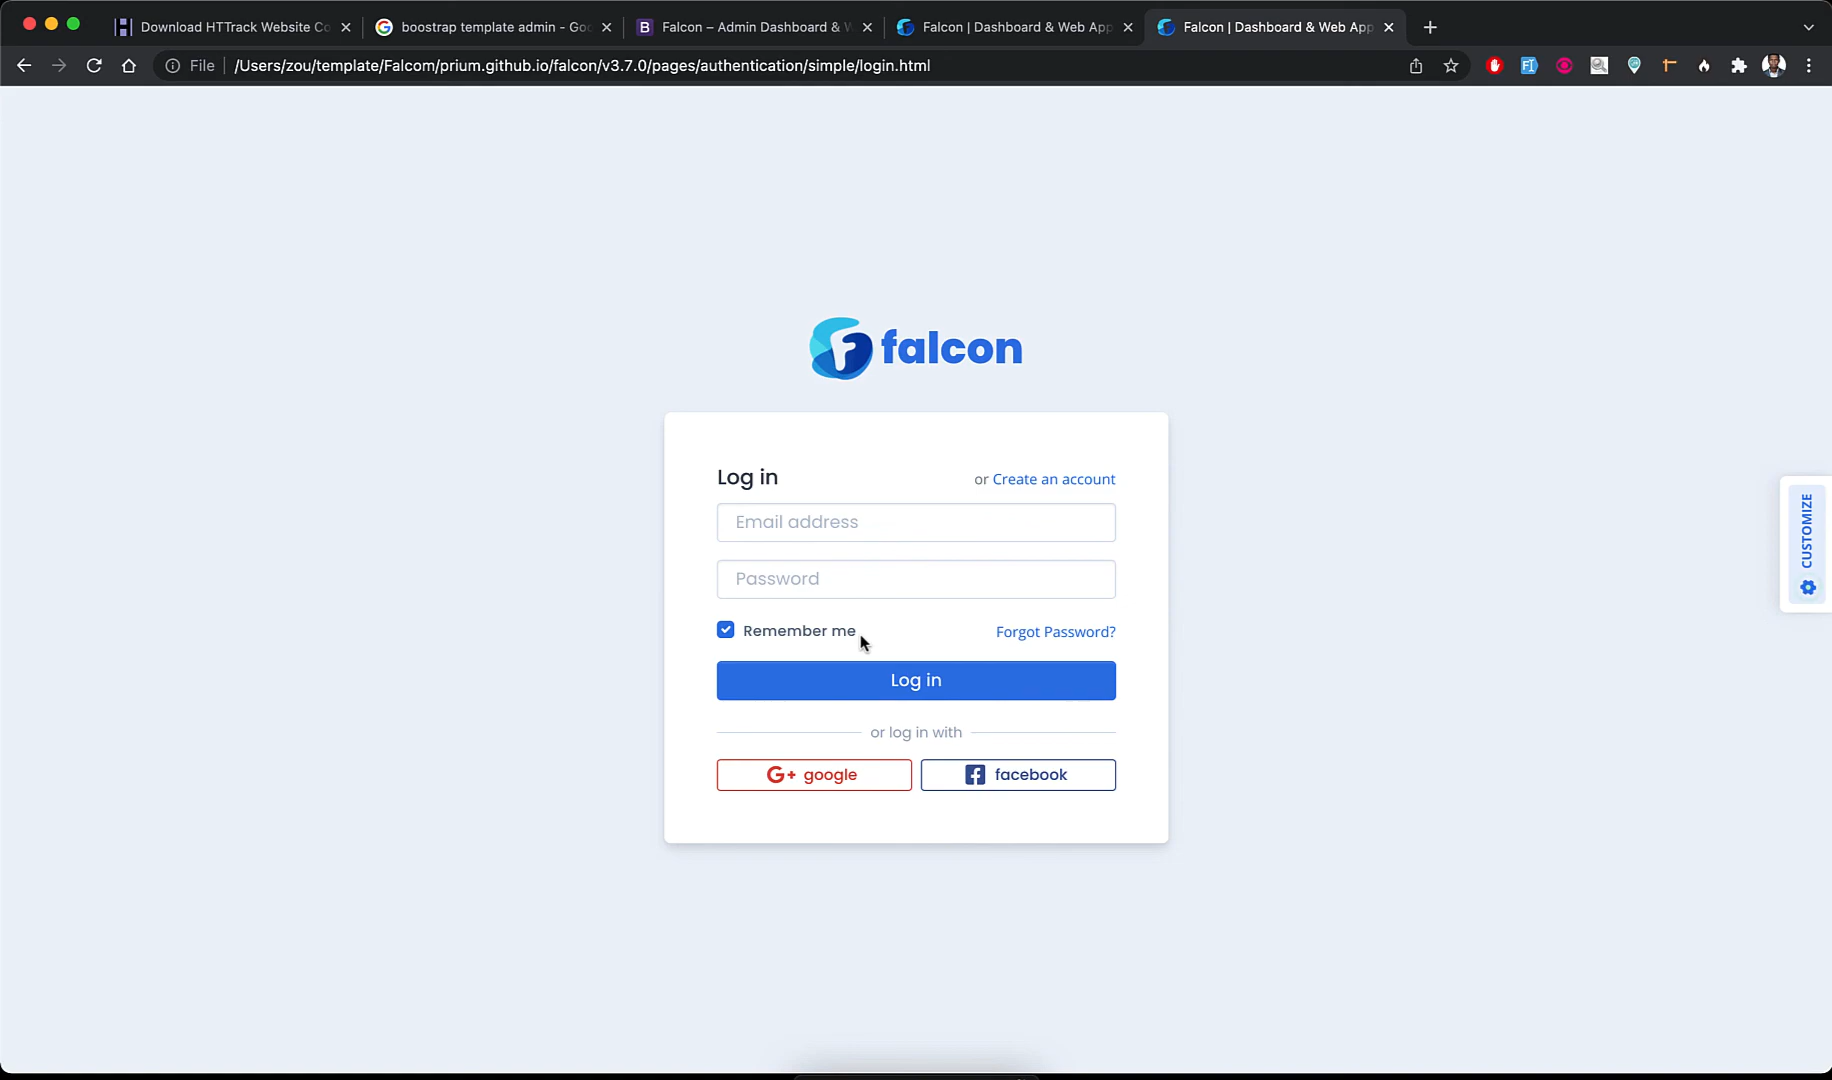 Download HTTrack Website Co
boostrap template admin - Goo
Falcon – Admin Dashboard & W
Falcon | Dashboard & Web App
Falcon | Dashboard & Web App
File
/Users/zou/template/Falcom/prium.github.io/falcon/v3.7.0/pages/authentication/simple/login.html
falcon
Log in
or Create an account
Email address
Password
Remember me
Forgot Password?
Log in
or log in with
G+ google
facebook
CUSTOMIZE